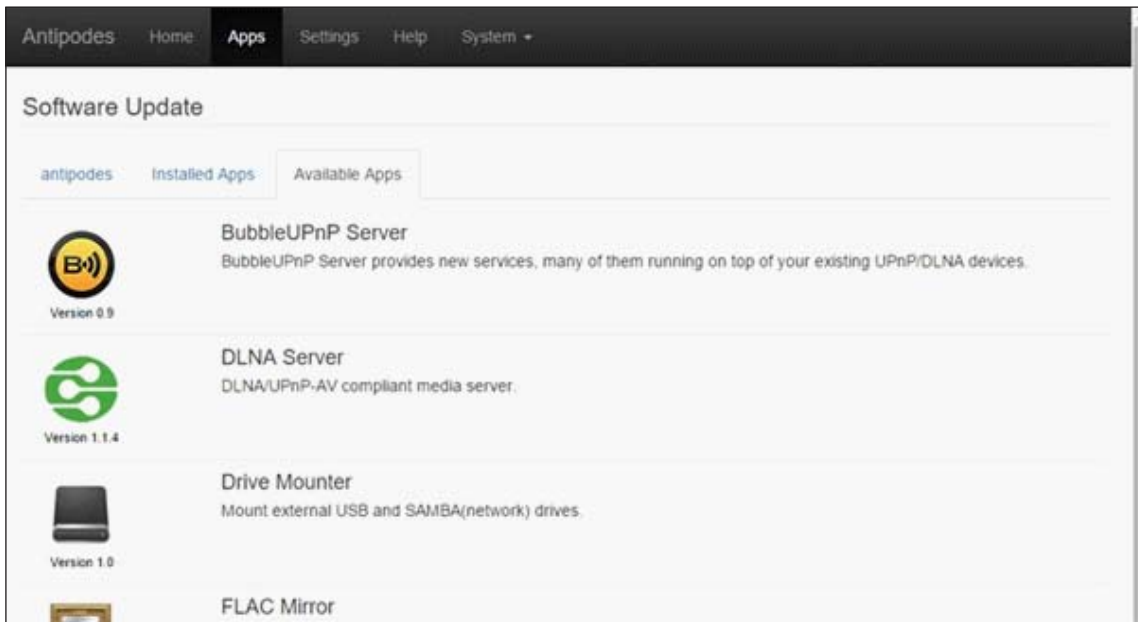 Antipodes Home Apps Settings Help System
Software Update
antipodes Installed Apps Available Apps
BubbleUPnP Server
BubbleUPnP Server provides new services, many of them running on top of your existing UPnP/DLNA devices.
B
Version 0.9
DLNA Server
DLNA/UPnP-AV compliant media server.
Version 1.1.4
Drive Mounter
Mount external USB and SAMBA(network) drives.
Version 1.0
FLAC Mirror